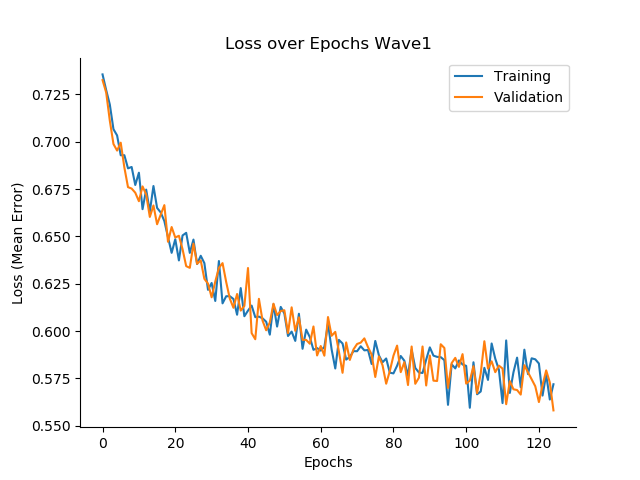 Loss over Epochs Wave1
Training
Validation
0.725
0.700
0.675
0.650
0.625
0.600
0.575
0.550
Loss (Mean Error)
0 20 40 60 80 100 120
Epochs